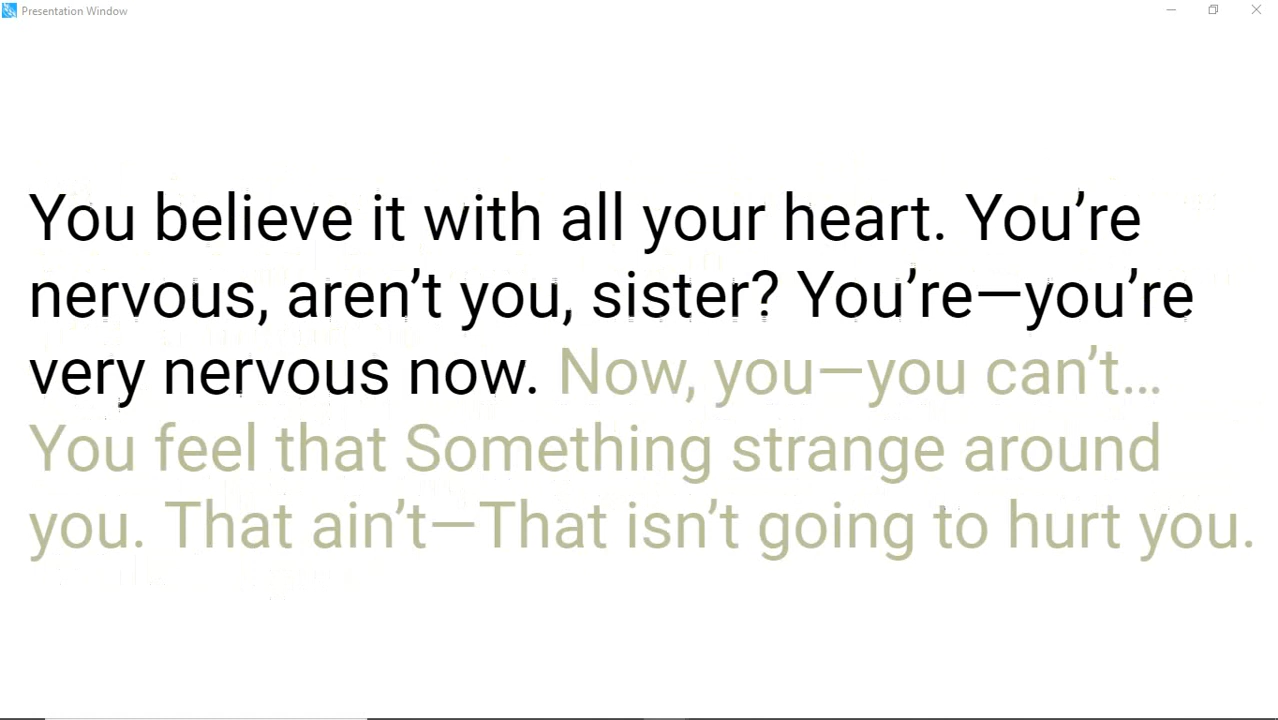 Presentation Window
You believe it with all your heart. You’re
nervous, aren’t you, sister? You’re—you’re
very nervous now. Now, you—you can’t…
You feel that Something strange around
you. That ain’t—That isn’t going to hurt you.